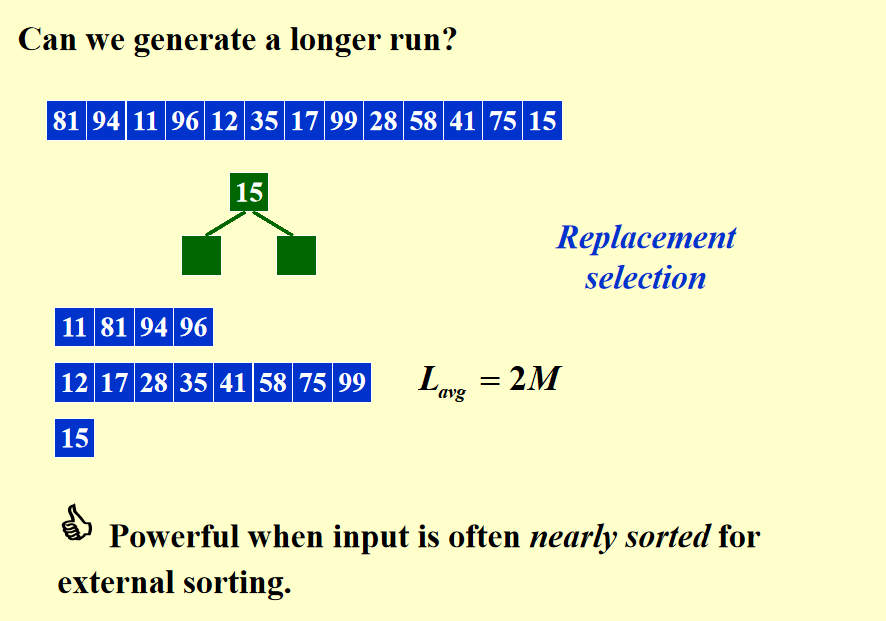 Can we generate a longer run?
81 94 11 96 12 35 17 99 28 58 41 75 15
15
Replacement
selection
11 81 94 96
12 17 28 35 41 58 75 99
L_avg = 2M
15
Powerful when input is often nearly sorted for
external sorting.